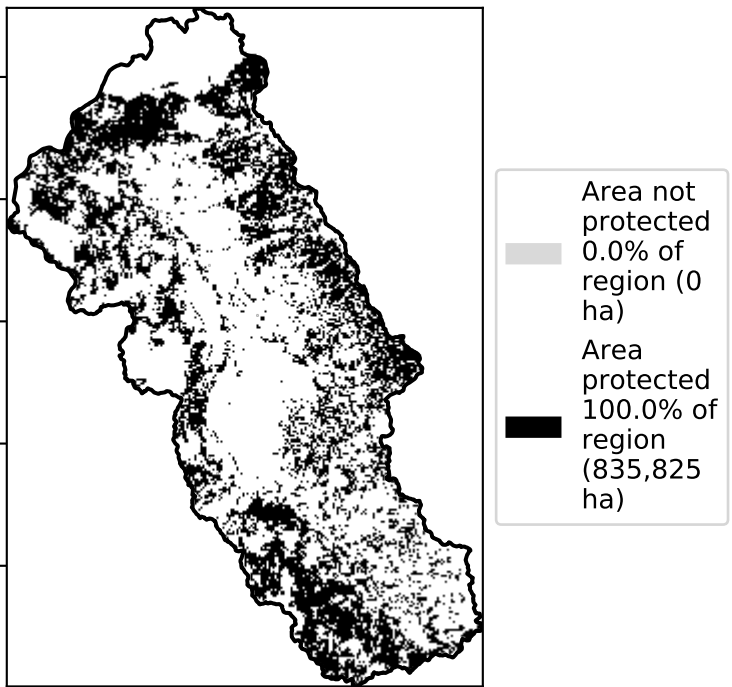 Area not
protected
0.0% of
region (0
ha)
Area
protected
100.0% of
region
(835,825
ha)